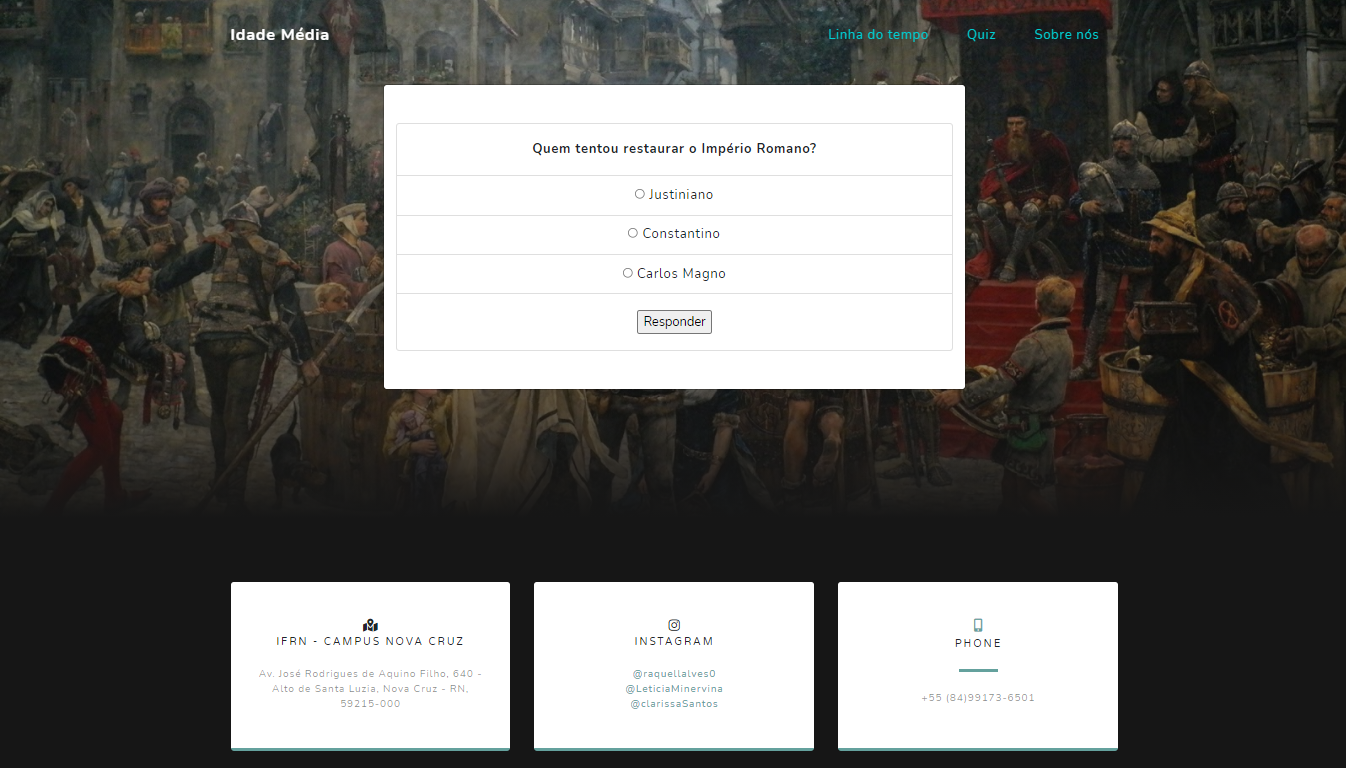 Idade Média
Linha do tempo
Quiz
Sobre nós
Quem tentou restaurar o Império Romano?
Justiniano
Constantino
Carlos Magno
Responder
IFRN - CAMPUS NOVA CRUZ
Av. José Rodrigues de Aquino Filho, 640 -
Alto de Santa Luzia, Nova Cruz - RN,
59215-000
INSTAGRAM
@raquellalves0
@LeticiaMinervina
@clarissaSantos
PHONE
+55 (84)99173-6501